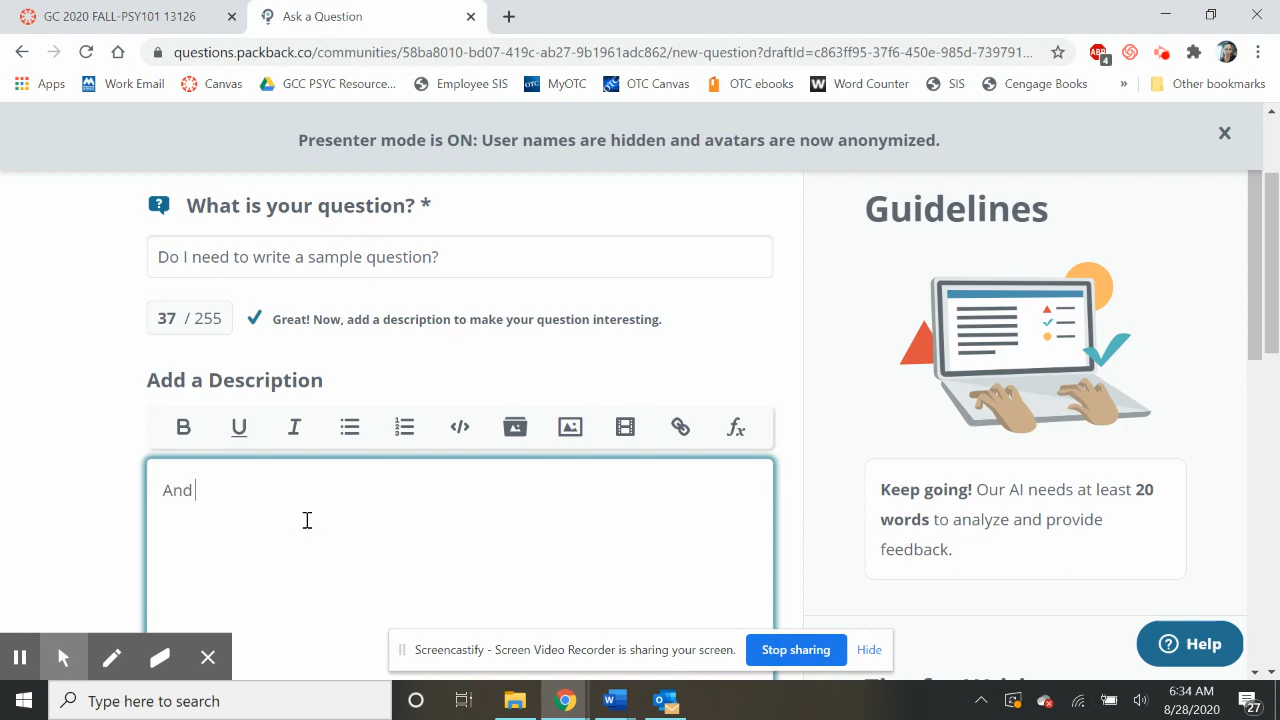 GC 2020 FALL-PSY101 13126
Ask a Question
questions.packback.co/communities/58ba8010-bd07-419c-ab27-9b1961adc862/new-question?draftId=c863ff95-37f6-450e-985d-739791...
ABP
4
Apps
Work Email
Canvas
GCC PSYC Resource...
Employee SIS
OTC
MyOTC
OTC Canvas
OTC ebooks
W
Word Counter
SIS
Cengage Books
»
Other bookmarks
Presenter mode is ON: User names are hidden and avatars are now anonymized.
What is your question? *
Do I need to write a sample question?
37 / 255
Great! Now, add a description to make your question interesting.
Add a Description
B U I
fx
And
Guidelines
Keep going! Our AI needs at least 20
words to analyze and provide
feedback.
Help
Screencastify - Screen Video Recorder is sharing your screen.
Stop sharing
Hide
Type here to search
6:34 AM
8/28/2020
27